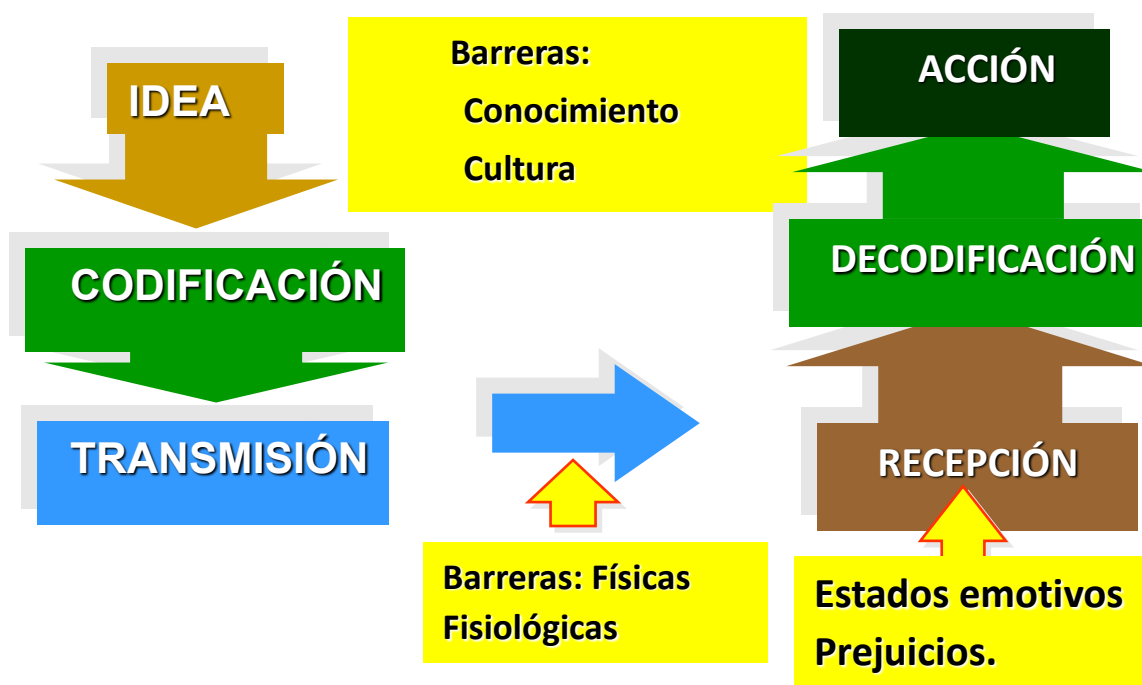 IDEA
CODIFICACIÓN
TRANSMISIÓN
Barreras:
Conocimiento
Cultura
Barreras: Físicas
Fisiológicas
ACCIÓN
DECODIFICACIÓN
RECEPCIÓN
Estados emotivos
Prejuicios.